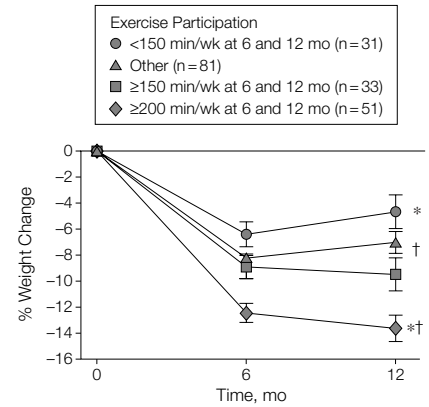 Exercise Participation
<150 min/wk at 6 and 12 mo (n=31)
Other (n=81)
≥150 min/wk at 6 and 12 mo (n=33)
≥200 min/wk at 6 and 12 mo (n=51)
0
−2
−4
−6
−8
−10
−12
−14
−16
% Weight Change
*
†
*†
0 6 12
Time, mo